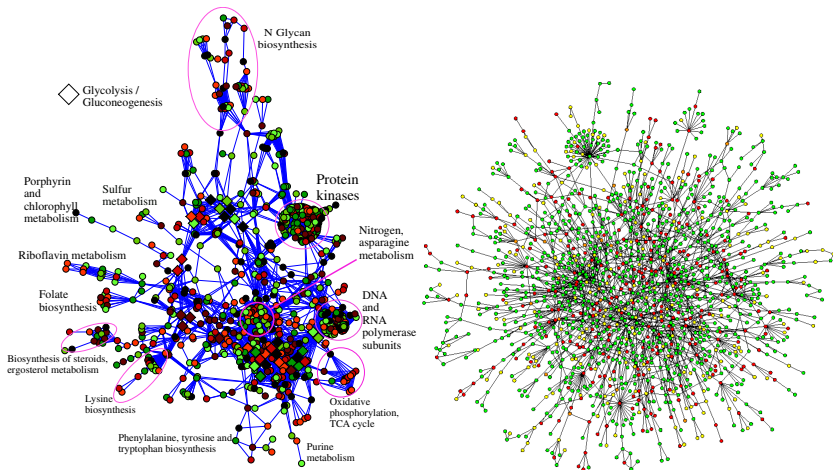 N Glycan
biosynthesis
Glycolysis /
Gluconeogenesis
Protein
kinases
Porphyrin
and
chlorophyll
metabolism
Sulfur
metabolism
Nitrogen,
asparagine
metabolism
Riboflavin metabolism
Folate
biosynthesis
DNA
and
RNA
polymerase
subunits
Biosynthesis of steroids,
ergosterol metabolism
Lysine
biosynthesis
Oxidative
phosphorylation,
TCA cycle
Phenylalanine, tyrosine and
tryptophan biosynthesis
Purine
metabolism